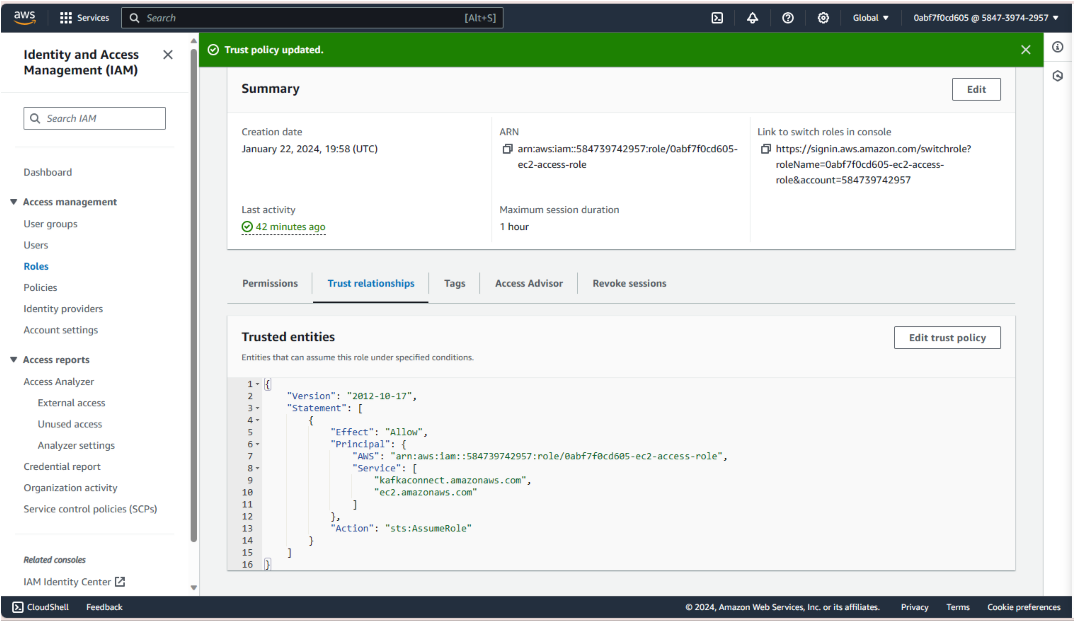 aws
Services
Search
[Alt+S]
Global
0abf7f0cd605 @ 5847-3974-2957
Identity and Access
Management (IAM)
Search IAM
Dashboard
Access management
User groups
Users
Roles
Policies
Identity providers
Account settings
Access reports
Access Analyzer
External access
Unused access
Analyzer settings
Credential report
Organization activity
Service control policies (SCPs)
Related consoles
IAM Identity Center
Trust policy updated.
Summary
Edit
Creation date
January 22, 2024, 19:58 (UTC)
ARN
arn:aws:iam::584739742957:role/0abf7f0cd605-
ec2-access-role
Link to switch roles in console
https://signin.aws.amazon.com/switchrole?
roleName=0abf7f0cd605-ec2-access-
role&account=584739742957
Last activity
42 minutes ago
Maximum session duration
1 hour
Permissions
Trust relationships
Tags
Access Advisor
Revoke sessions
Trusted entities
Edit trust policy
Entities that can assume this role under specified conditions.
1 {
2 "Version": "2012-10-17",
3 "Statement": [
4 {
5 "Effect": "Allow",
6 "Principal": {
7 "AWS": "arn:aws:iam::584739742957:role/0abf7f0cd605-ec2-access-role",
8 "Service": [
9 "kafkaconnect.amazonaws.com",
10 "ec2.amazonaws.com"
11 ]
12 },
13 "Action": "sts:AssumeRole"
14 }
15 ]
16 }
CloudShell
Feedback
© 2024, Amazon Web Services, Inc. or its affiliates.
Privacy
Terms
Cookie preferences